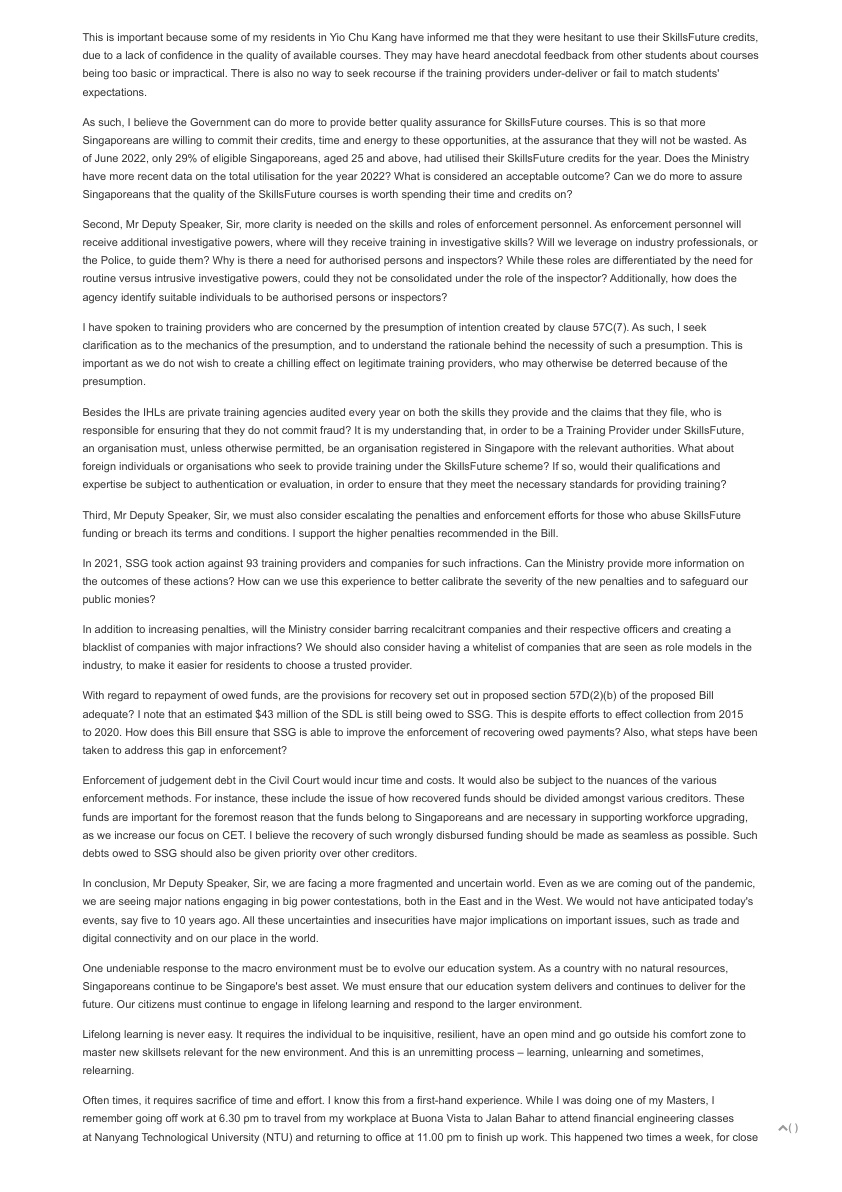 This is important because some of my residents in Yio Chu Kang have informed me that they were hesitant to use their SkillsFuture credits,
due to a lack of confidence in the quality of available courses. They may have heard anecdotal feedback from other students about courses
being too basic or impractical. There is also no way to seek recourse if the training providers under-deliver or fail to match students'
expectations.
As such, I believe the Government can do more to provide better quality assurance for SkillsFuture courses. This is so that more
Singaporeans are willing to commit their credits, time and energy to these opportunities, at the assurance that they will not be wasted. As
of June 2022, only 29% of eligible Singaporeans, aged 25 and above, had utilised their SkillsFuture credits for the year. Does the Ministry
have more recent data on the total utilisation for the year 2022? What is considered an acceptable outcome? Can we do more to assure
Singaporeans that the quality of the SkillsFuture courses is worth spending their time and credits on?
Second, Mr Deputy Speaker, Sir, more clarity is needed on the skills and roles of enforcement personnel. As enforcement personnel will
receive additional investigative powers, where will they receive training in investigative skills? Will we leverage on industry professionals, or
the Police, to guide them? Why is there a need for authorised persons and inspectors? While these roles are differentiated by the need for
routine versus intrusive investigative powers, could they not be consolidated under the role of the inspector? Additionally, how does the
agency identify suitable individuals to be authorised persons or inspectors?
I have spoken to training providers who are concerned by the presumption of intention created by clause 57C(7). As such, I seek
clarification as to the mechanics of the presumption, and to understand the rationale behind the necessity of such a presumption. This is
important as we do not wish to create a chilling effect on legitimate training providers, who may otherwise be deterred because of the
presumption.
Besides the IHLs are private training agencies audited every year on both the skills they provide and the claims that they file, who is
responsible for ensuring that they do not commit fraud? It is my understanding that, in order to be a Training Provider under SkillsFuture,
an organisation must, unless otherwise permitted, be an organisation registered in Singapore with the relevant authorities. What about
foreign individuals or organisations who seek to provide training under the SkillsFuture scheme? If so, would their qualifications and
expertise be subject to authentication or evaluation, in order to ensure that they meet the necessary standards for providing training?
Third, Mr Deputy Speaker, Sir, we must also consider escalating the penalties and enforcement efforts for those who abuse SkillsFuture
funding or breach its terms and conditions. I support the higher penalties recommended in the Bill.
In 2021, SSG took action against 93 training providers and companies for such infractions. Can the Ministry provide more information on
the outcomes of these actions? How can we use this experience to better calibrate the severity of the new penalties and to safeguard our
public monies?
In addition to increasing penalties, will the Ministry consider barring recalcitrant companies and their respective officers and creating a
blacklist of companies with major infractions? We should also consider having a whitelist of companies that are seen as role models in the
industry, to make it easier for residents to choose a trusted provider.
With regard to repayment of owed funds, are the provisions for recovery set out in proposed section 57D(2)(b) of the proposed Bill
adequate? I note that an estimated $43 million of the SDL is still being owed to SSG. This is despite efforts to effect collection from 2015
to 2020. How does this Bill ensure that SSG is able to improve the enforcement of recovering owed payments? Also, what steps have been
taken to address this gap in enforcement?
Enforcement of judgement debt in the Civil Court would incur time and costs. It would also be subject to the nuances of the various
enforcement methods. For instance, these include the issue of how recovered funds should be divided amongst various creditors. These
funds are important for the foremost reason that the funds belong to Singaporeans and are necessary in supporting workforce upgrading,
as we increase our focus on CET. I believe the recovery of such wrongly disbursed funding should be made as seamless as possible. Such
debts owed to SSG should also be given priority over other creditors.
In conclusion, Mr Deputy Speaker, Sir, we are facing a more fragmented and uncertain world. Even as we are coming out of the pandemic,
we are seeing major nations engaging in big power contestations, both in the East and in the West. We would not have anticipated today's
events, say five to 10 years ago. All these uncertainties and insecurities have major implications on important issues, such as trade and
digital connectivity and on our place in the world.
One undeniable response to the macro environment must be to evolve our education system. As a country with no natural resources,
Singaporeans continue to be Singapore's best asset. We must ensure that our education system delivers and continues to deliver for the
future. Our citizens must continue to engage in lifelong learning and respond to the larger environment.
Lifelong learning is never easy. It requires the individual to be inquisitive, resilient, have an open mind and go outside his comfort zone to
master new skillsets relevant for the new environment. And this is an unremitting process – learning, unlearning and sometimes,
relearning.
Often times, it requires sacrifice of time and effort. I know this from a first-hand experience. While I was doing one of my Masters, I
remember going off work at 6.30 pm to travel from my workplace at Buona Vista to Jalan Bahar to attend financial engineering classes
at Nanyang Technological University (NTU) and returning to office at 11.00 pm to finish up work. This happened two times a week, for close
( )